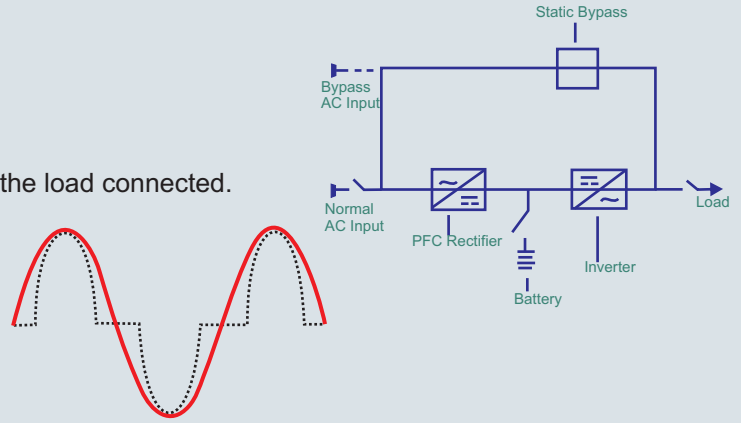 Static Bypass
Bypass
AC Input
the load connected.
Normal
AC Input
Load
PFC Rectifier
Inverter
Battery